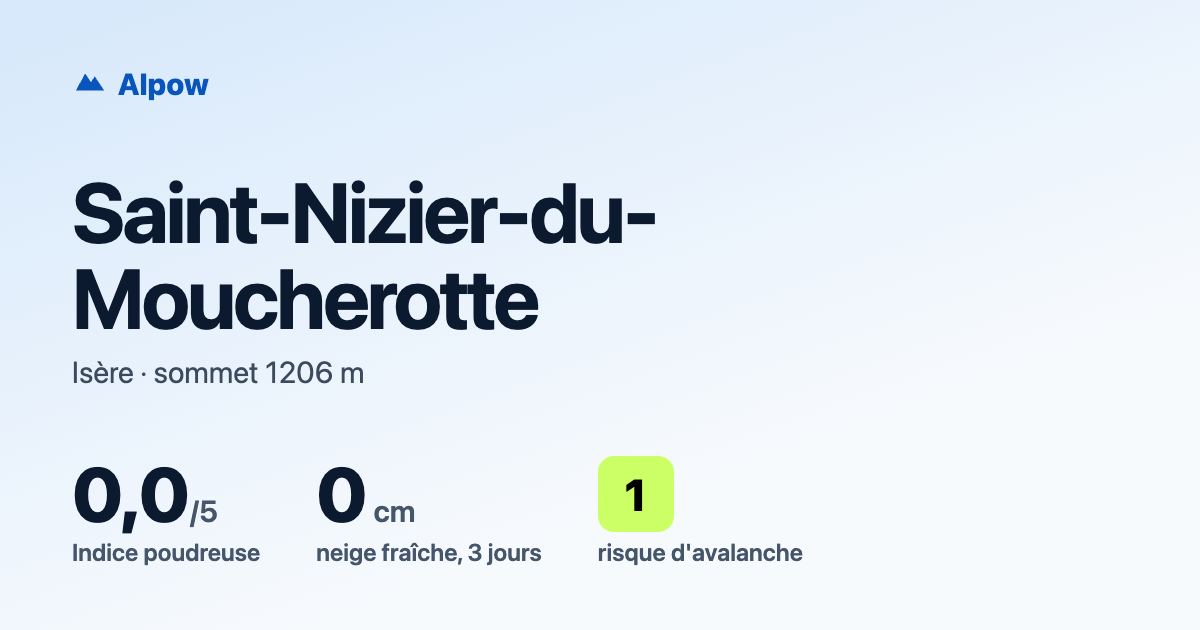 Alpow
Saint-Nizier-du-
Moucherotte
Isère · sommet 1206 m
0,0/5
Indice poudreuse
0 cm
neige fraîche, 3 jours
1
risque d'avalanche